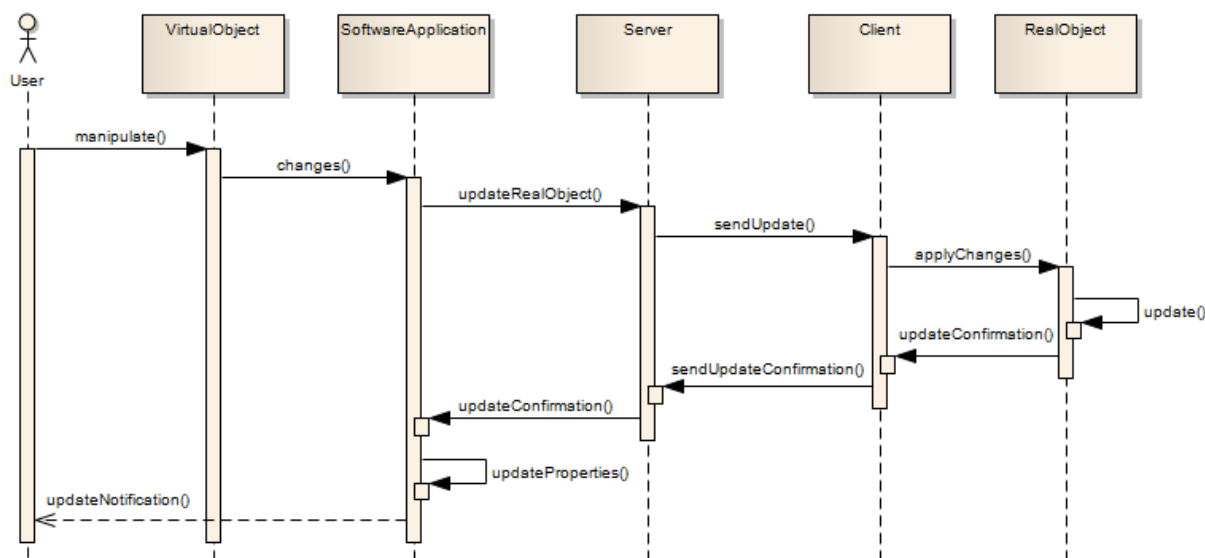 VirtualObject
SoftwareApplication
Server
Client
RealObject
User
manipulate()
changes()
updateRealObject()
sendUpdate()
applyChanges()
update()
updateConfirmation()
sendUpdateConfirmation()
updateConfirmation()
updateProperties()
updateNotification()